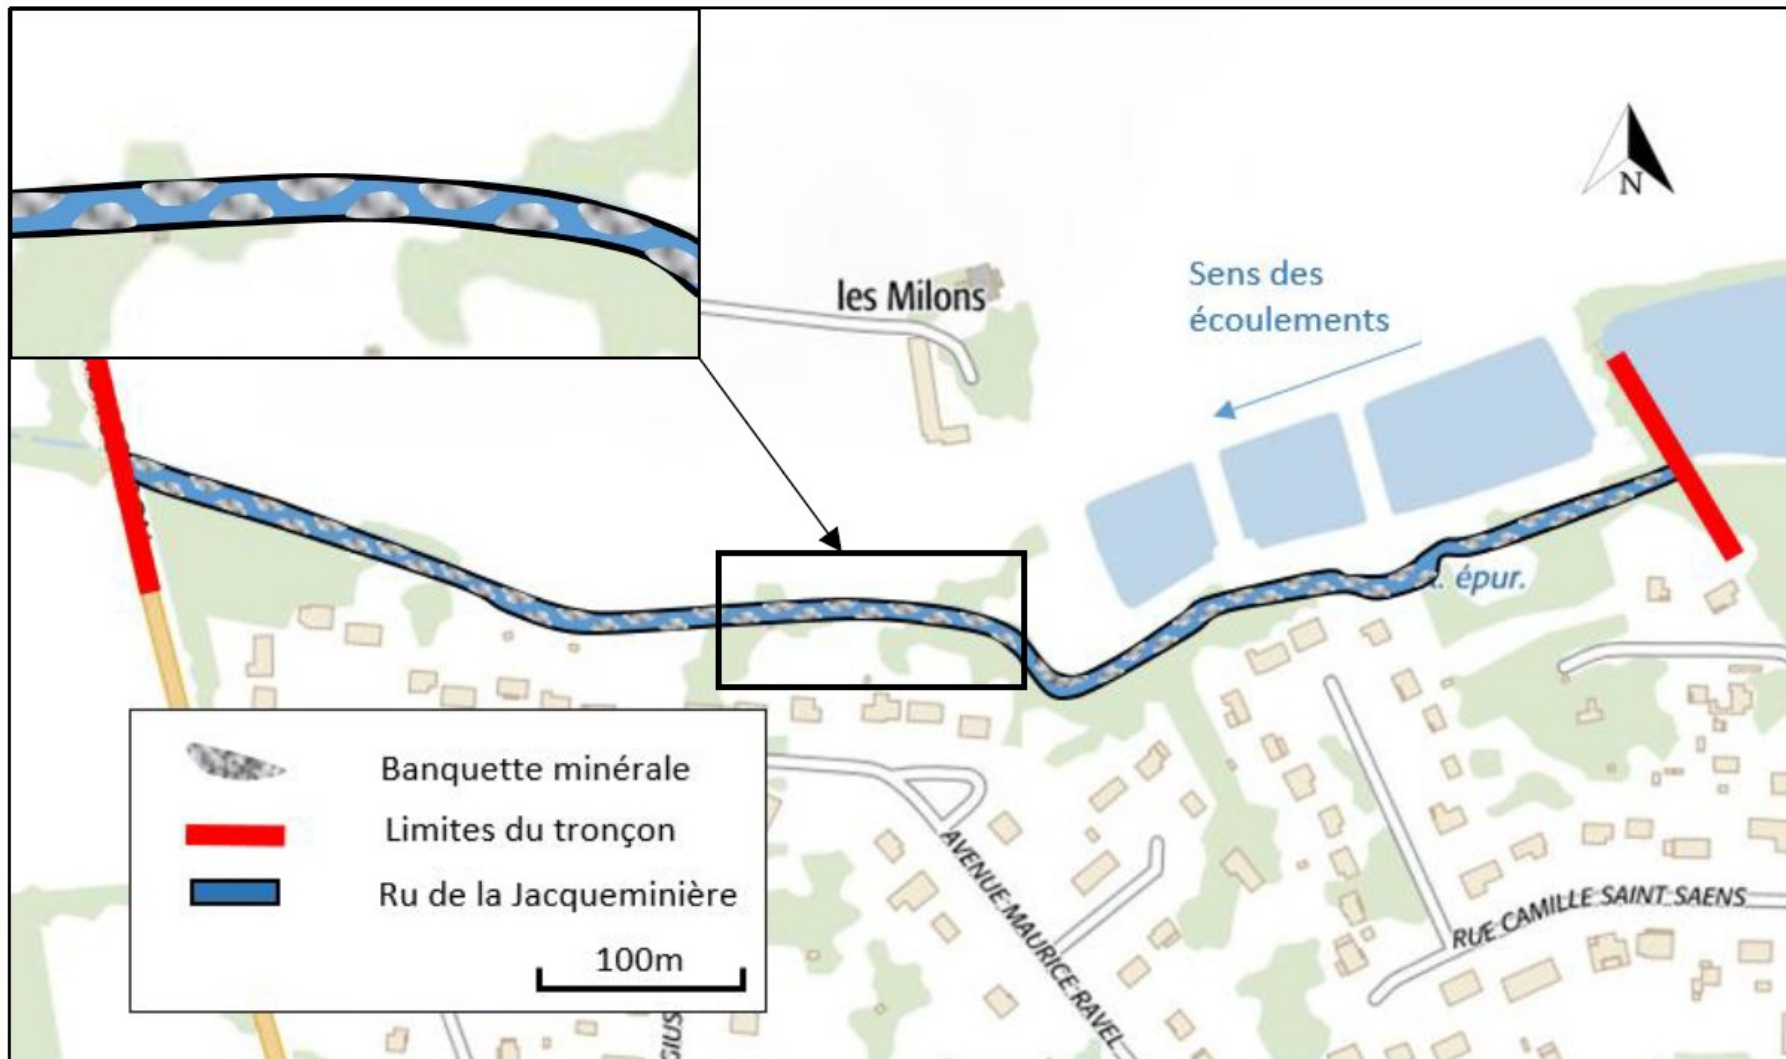 N
les Milons
Sens des
écoulements
épur.
Banquette minérale
Limites du tronçon
Ru de la Jacqueminière
100m
AVENUE MAURICE RAVEL
RUE CAMILLE SAINT SAENS